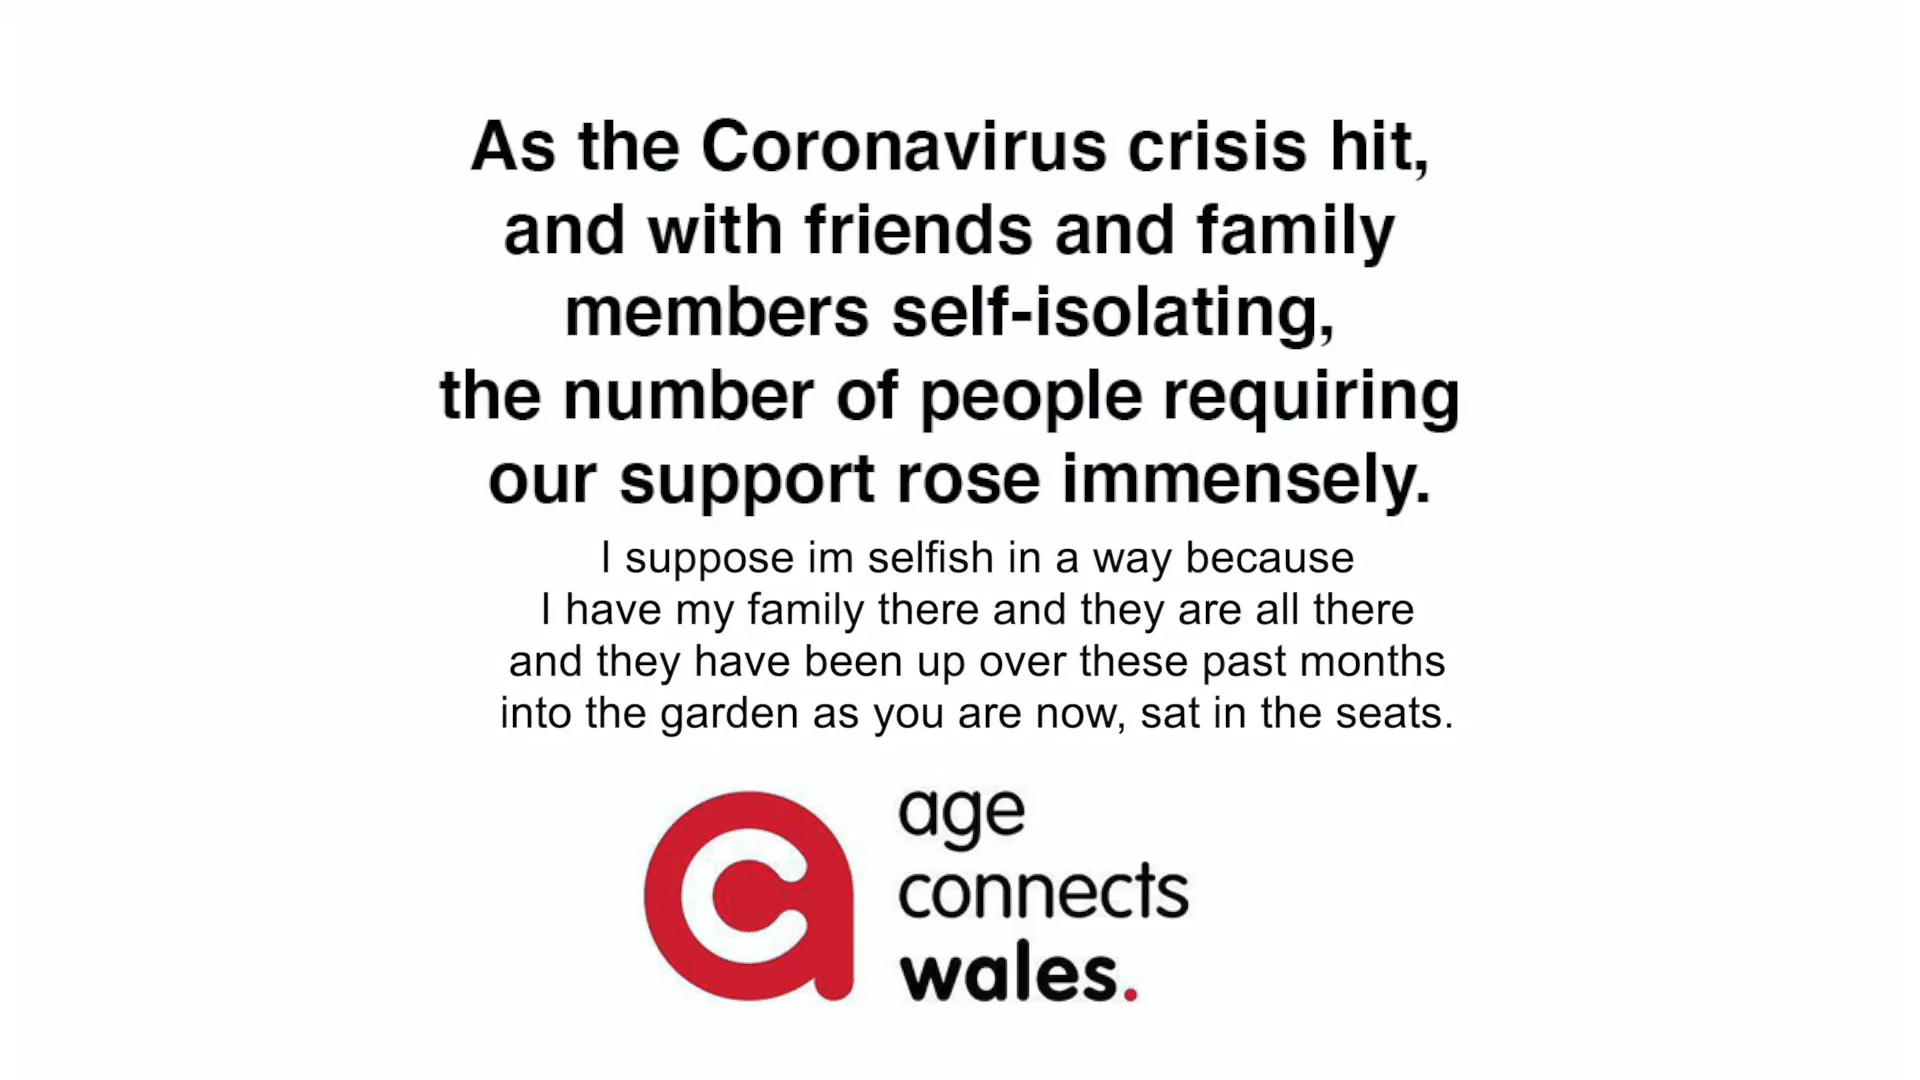 As the Coronavirus crisis hit,
and with friends and family
members self-isolating,
the number of people requiring
our support rose immensely.
I suppose im selfish in a way because
I have my family there and they are all there
and they have been up over these past months
into the garden as you are now, sat in the seats.
age
connects
wales.